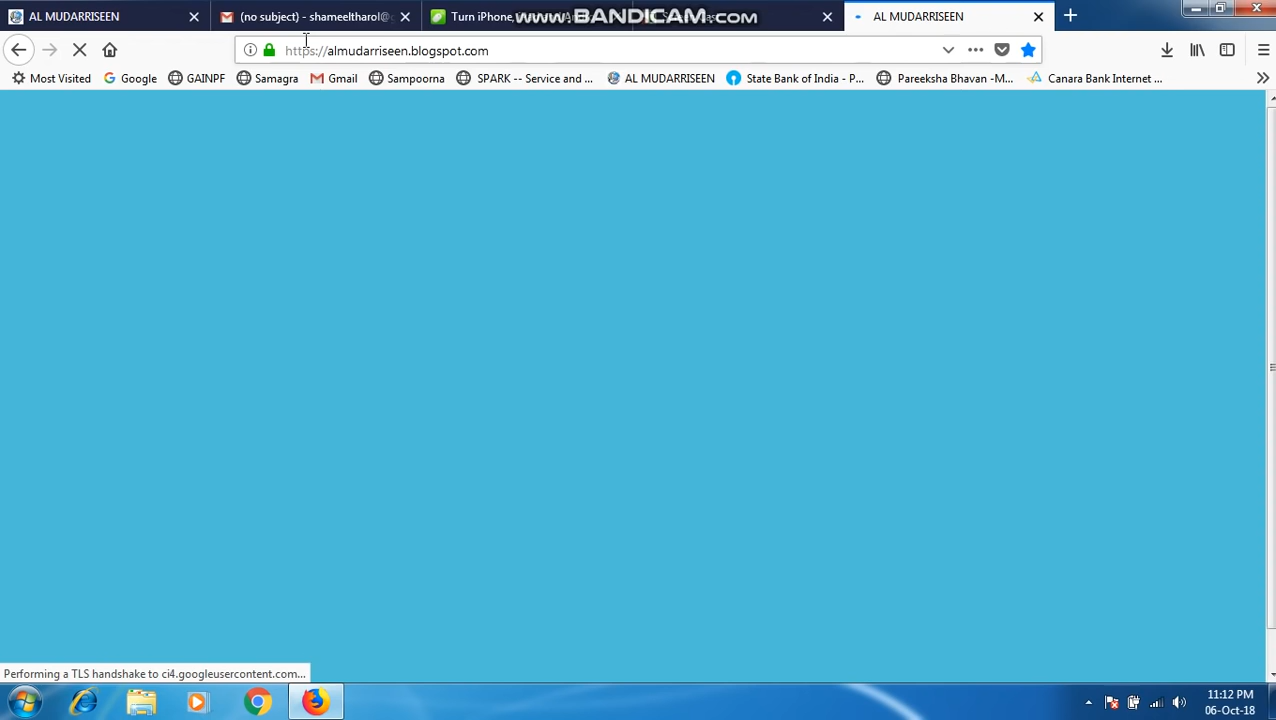 AL MUDARRISEEN
(no subject) - shameeltharol@g
Turn iPhone,
WWW.BANDICAM.COM
AL MUDARRISEEN
https://almudarriseen.blogspot.com
Most Visited Google GAINPF Samagra Gmail Sampoorna SPARK -- Service and ... AL MUDARRISEEN State Bank of India - P... Pareeksha Bhavan -M... Canara Bank Internet ...
Performing a TLS handshake to ci4.googleusercontent.com...
11:12 PM
06-Oct-18